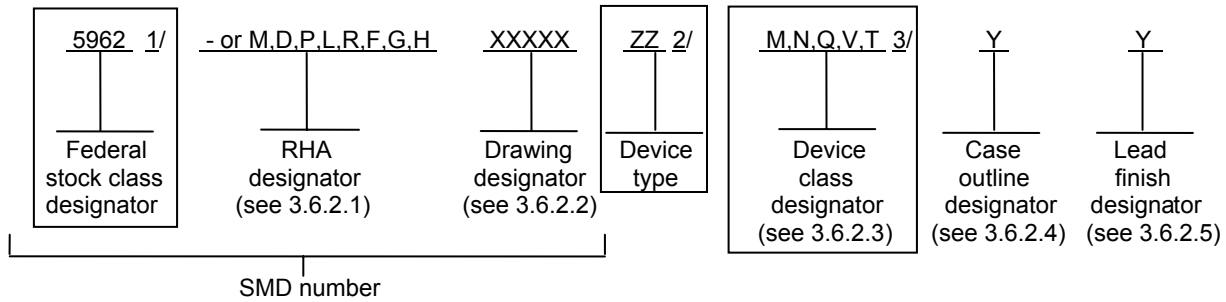 5962 1/ - or M,D,P,L,R,F,G,H XXXXX ZZ 2/ M,N,Q,V,T 3/ Y Y
Federal RHA Drawing Device Device Case Lead
stock class designator designator type class outline finish
designator (see 3.6.2.1) (see 3.6.2.2) designator designator designator
(see 3.6.2.3) (see 3.6.2.4) (see 3.6.2.5)
SMD number